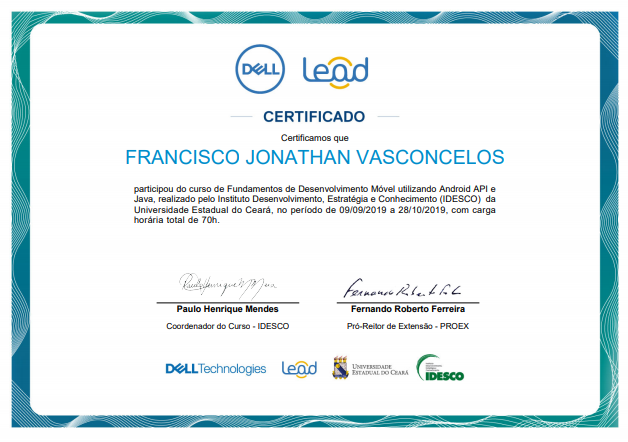 DELL Lead
CERTIFICADO
Certificamos que
FRANCISCO JONATHAN VASCONCELOS
participou do curso de Fundamentos de Desenvolvimento Móvel utilizando Android API e
Java, realizado pelo Instituto Desenvolvimento, Estratégia e Conhecimento (IDESCO) da
Universidade Estadual do Ceará, no período de 09/09/2019 a 28/10/2019, com carga
horária total de 70h.
Paulo Henrique Mendes
Fernando Roberto Ferreira
Coordenador do Curso - IDESCO
Pró-Reitor de Extensão - PROEX
DELLTechnologies Lead UNIVERSIDADE
ESTADUAL DO CEARÁ
IDESCO